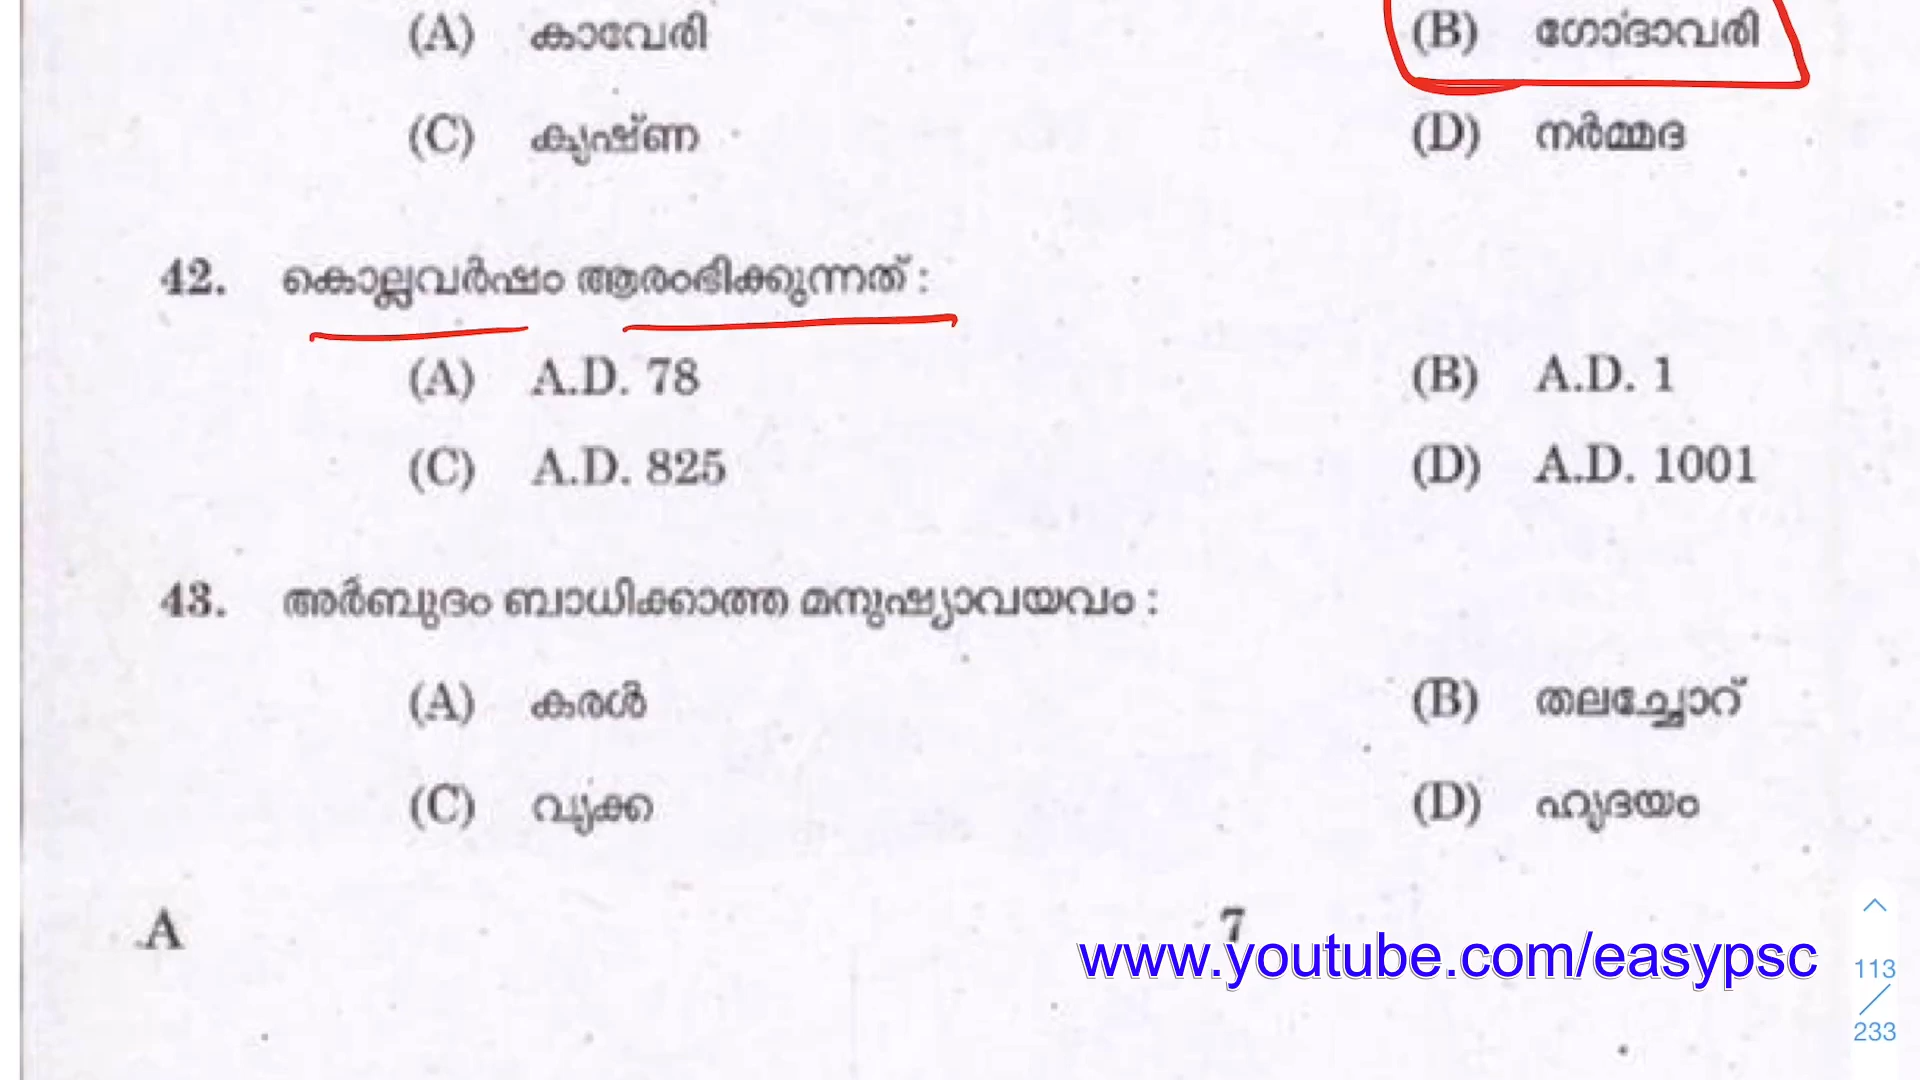 (A) കാവേരി (B) ഗോദാവരി
(C) കൃഷ്ണ (D) നർമ്മദ
42. കൊല്ലവർഷം ആരംഭിക്കുന്നത് :
(A) A.D. 78 (B) A.D. 1
(C) A.D. 825 (D) A.D. 1001
43. അർബുദം ബാധിക്കാത്ത മനുഷ്യാവയവം :
(A) കരൾ (B) തലച്ചോറ്
(C) വൃക്ക (D) ഹൃദയം
A 7
www.youtube.com/easypsc
113
/
233